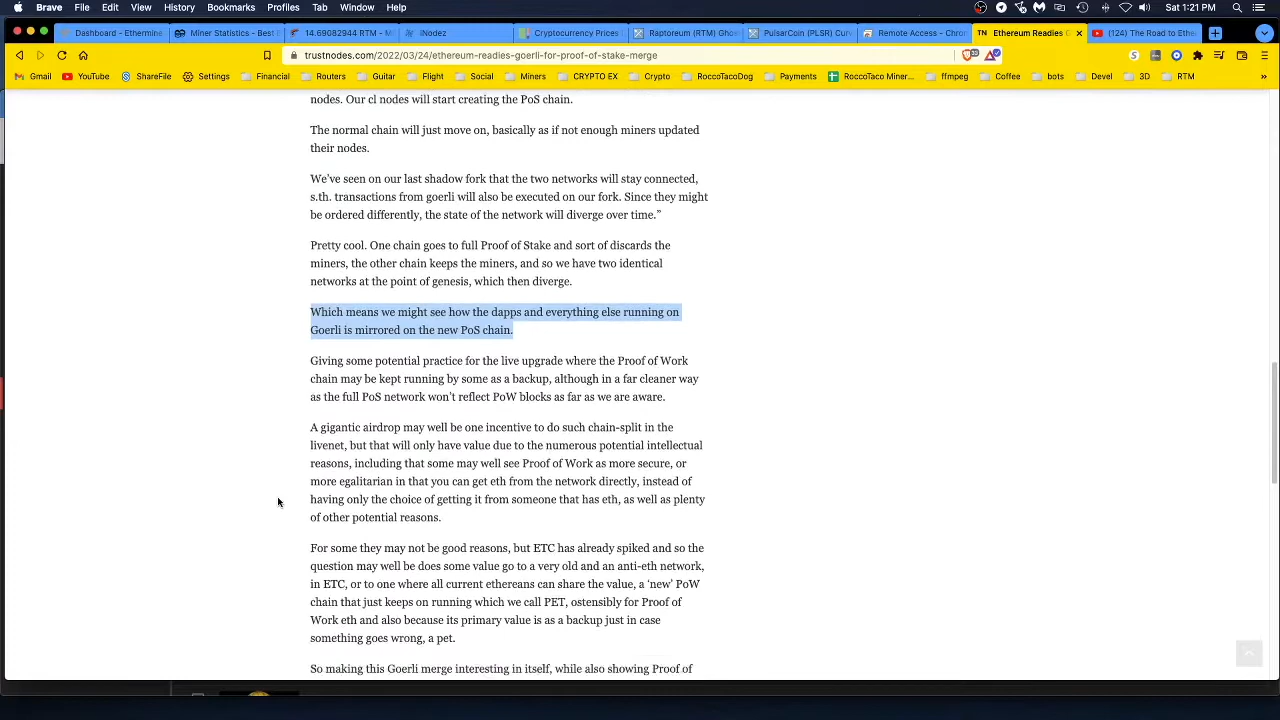 Brave File Edit View History Bookmarks Profiles Tab Window Help Sat 1:21 PM
Dashboard - Ethermine Miner Statistics - Best E 14.69082944 RTM - M iNodez Cryptocurrency Prices Raptoreum (RTM) Gho PulsarCoin (PLSR) Cur Remote Access - Chro TN Ethereum Readies G × (124) The Road to Eth +
trustnodes.com/2022/03/24/ethereum-readies-goerli-for-proof-of-stake-merge
Gmail YouTube ShareFile Settings Financial Routers Guitar Flight Social Miners CRYPTO EX Crypto RoccoTacoDog Payments RoccoTaco Miner... ffmpeg Coffee bots Devel 3D RTM »
nodes. Our cl nodes will start creating the PoS chain.
The normal chain will just move on, basically as if not enough miners updated
their nodes.
We’ve seen on our last shadow fork that the two networks will stay connected,
s.th. transactions from goerli will also be executed on our fork. Since they might
be ordered differently, the state of the network will diverge over time.”
Pretty cool. One chain goes to full Proof of Stake and sort of discards the
miners, the other chain keeps the miners, and so we have two identical
networks at the point of genesis, which then diverge.
Which means we might see how the dapps and everything else running on
Goerli is mirrored on the new PoS chain.
Giving some potential practice for the live upgrade where the Proof of Work
chain may be kept running by some as a backup, although in a far cleaner way
as the full PoS network won’t reflect PoW blocks as far as we are aware.
A gigantic airdrop may well be one incentive to do such chain-split in the
livenet, but that will only have value due to the numerous potential intellectual
reasons, including that some may well see Proof of Work as more secure, or
more egalitarian in that you can get eth from the network directly, instead of
having only the choice of getting it from someone that has eth, as well as plenty
of other potential reasons.
For some they may not be good reasons, but ETC has already spiked and so the
question may well be does some value go to a very old and an anti-eth network,
in ETC, or to one where all current ethereans can share the value, a ‘new’ PoW
chain that just keeps on running which we call PET, ostensibly for Proof of
Work eth and also because its primary value is as a backup just in case
something goes wrong, a pet.
So making this Goerli merge interesting in itself, while also showing Proof of